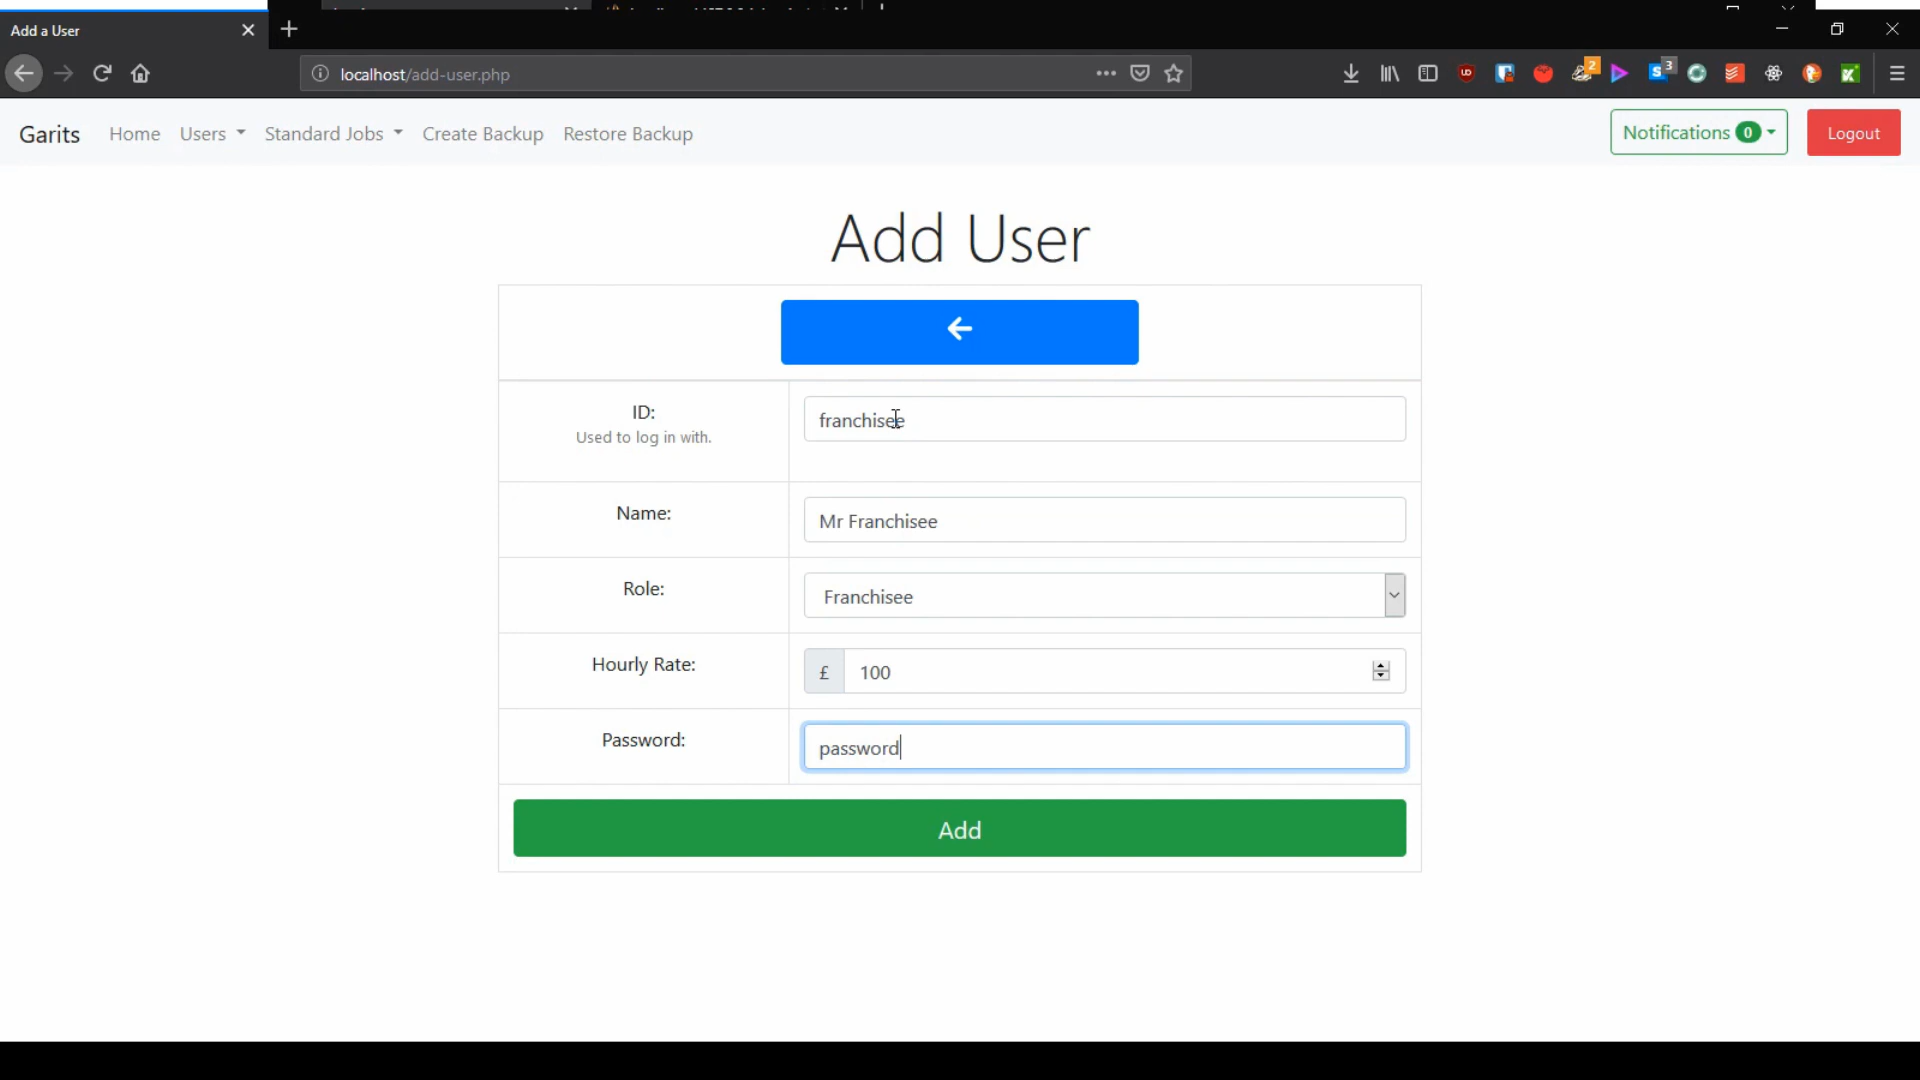 Add a User
localhost/add-user.php
2
3
Garits Home Users Standard Jobs Create Backup Restore Backup Notifications 0 Logout
Add User
ID:
Used to log in with.
franchisee
Name:
Mr Franchisee
Role:
Franchisee
Hourly Rate:
£ 100
Password:
password
Add